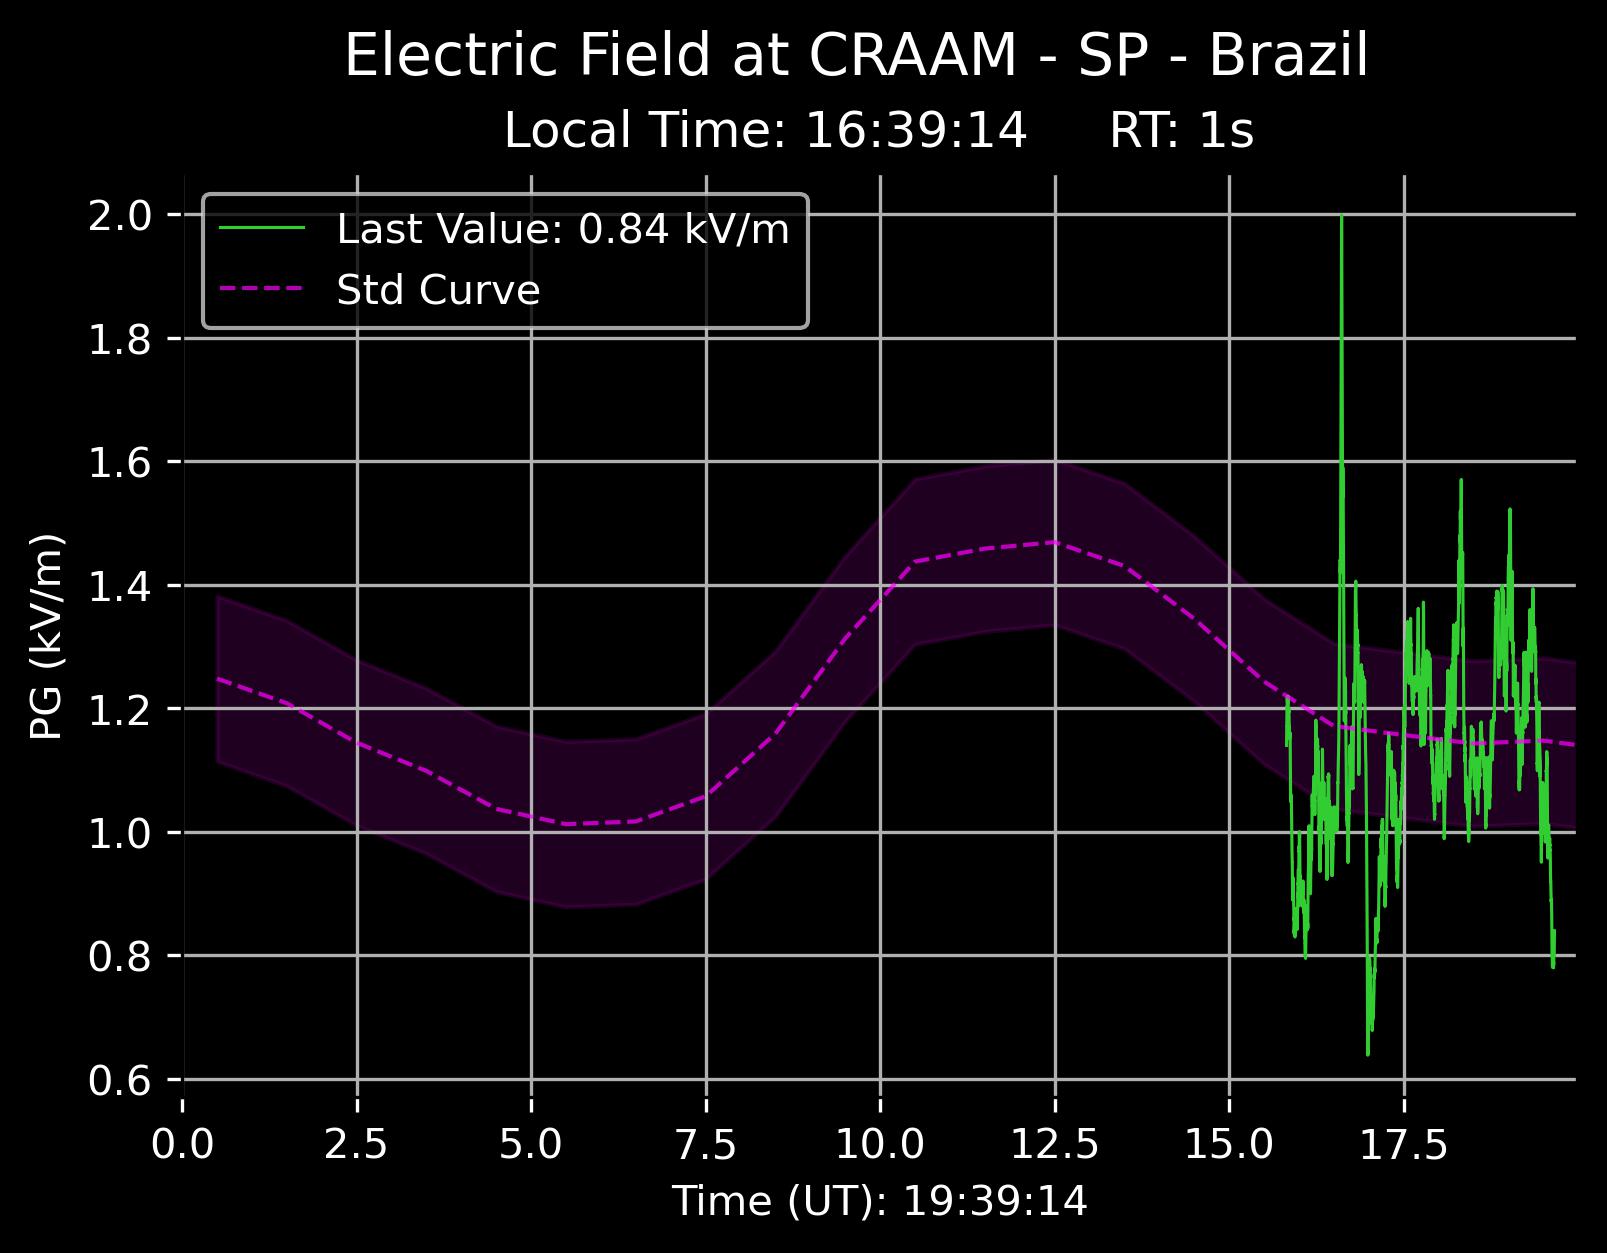 Electric Field at CRAAM - SP - Brazil
Local Time: 16:39:14 RT: 1s
Last Value: 0.84 kV/m
Std Curve
PG (kV/m)
2.0
1.8
1.6
1.4
1.2
1.0
0.8
0.6
0.0 2.5 5.0 7.5 10.0 12.5 15.0 17.5
Time (UT): 19:39:14